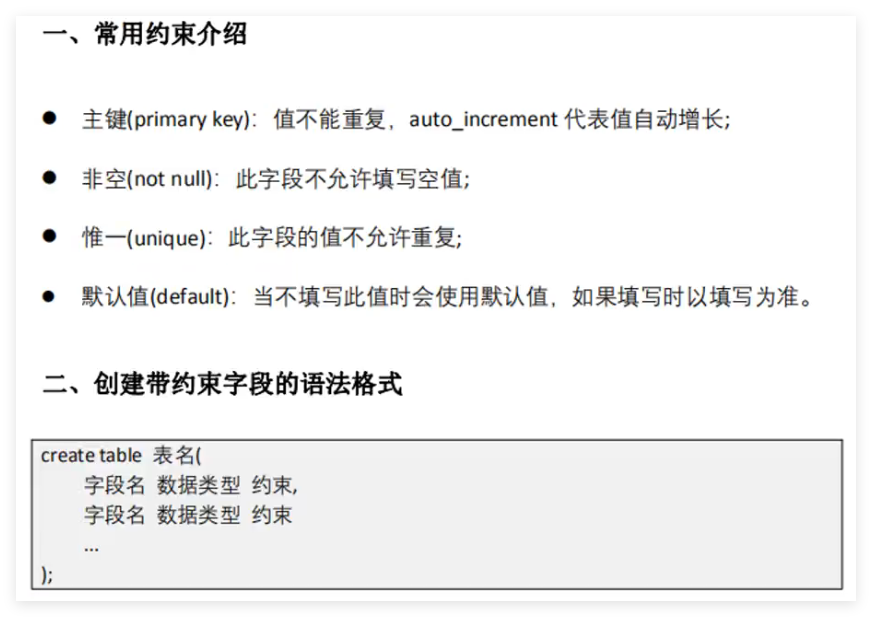 一、常用约束介绍
● 主键(primary key)：值不能重复，auto_increment 代表值自动增长;
● 非空(not null)：此字段不允许填写空值;
● 惟一(unique)：此字段的值不允许重复;
● 默认值(default)：当不填写此值时会使用默认值，如果填写时以填写为准。
二、创建带约束字段的语法格式
create table 表名(
字段名 数据类型 约束,
字段名 数据类型 约束
...
);